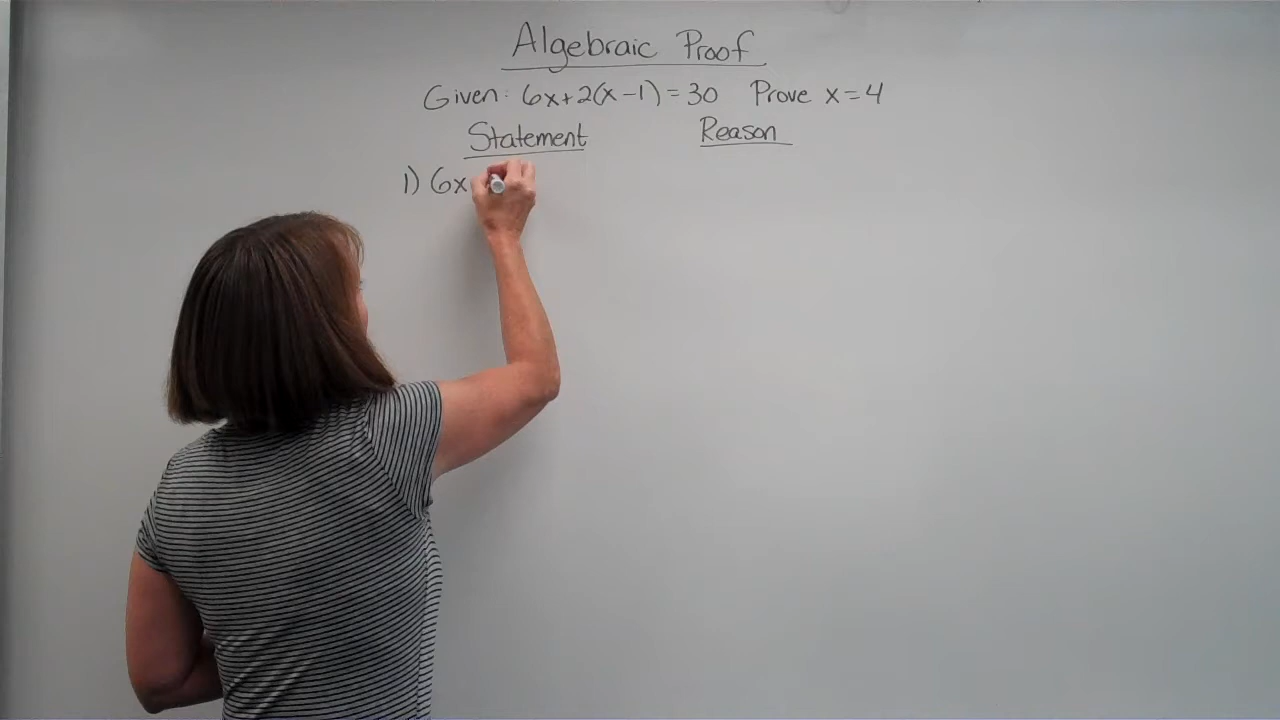 Algebraic Proof
Given: 6x+2(x-1)=30 Prove x=4
Statement Reason
1) 6x